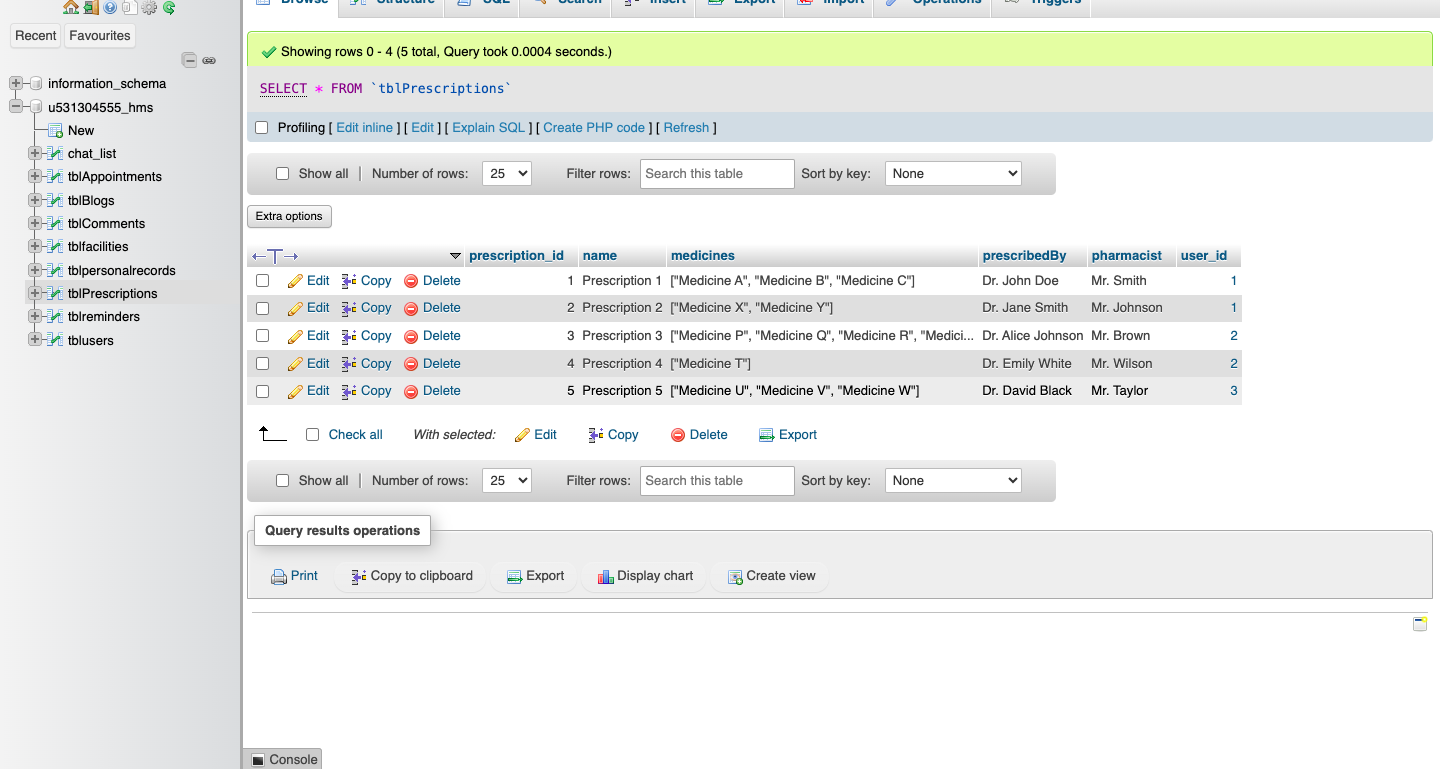 Browse Structure SQL Search Insert Export Import Operations Triggers
Recent Favourites
information_schema
u531304555_hms
New
chat_list
tblAppointments
tblBlogs
tblComments
tblfacilities
tblpersonalrecords
tblPrescriptions
tblreminders
tblusers
Showing rows 0 - 4 (5 total, Query took 0.0004 seconds.)
SELECT * FROM `tblPrescriptions`
Profiling [ Edit inline ] [ Edit ] [ Explain SQL ] [ Create PHP code ] [ Refresh ]
Show all | Number of rows: 25 Filter rows: Search this table Sort by key: None
Extra options
prescription_id name medicines prescribedBy pharmacist user_id
Edit Copy Delete 1 Prescription 1 ["Medicine A", "Medicine B", "Medicine C"] Dr. John Doe Mr. Smith 1
Edit Copy Delete 2 Prescription 2 ["Medicine X", "Medicine Y"] Dr. Jane Smith Mr. Johnson 1
Edit Copy Delete 3 Prescription 3 ["Medicine P", "Medicine Q", "Medicine R", "Medici... Dr. Alice Johnson Mr. Brown 2
Edit Copy Delete 4 Prescription 4 ["Medicine T"] Dr. Emily White Mr. Wilson 2
Edit Copy Delete 5 Prescription 5 ["Medicine U", "Medicine V", "Medicine W"] Dr. David Black Mr. Taylor 3
Check all With selected: Edit Copy Delete Export
Show all | Number of rows: 25 Filter rows: Search this table Sort by key: None
Query results operations
Print Copy to clipboard Export Display chart Create view
Console